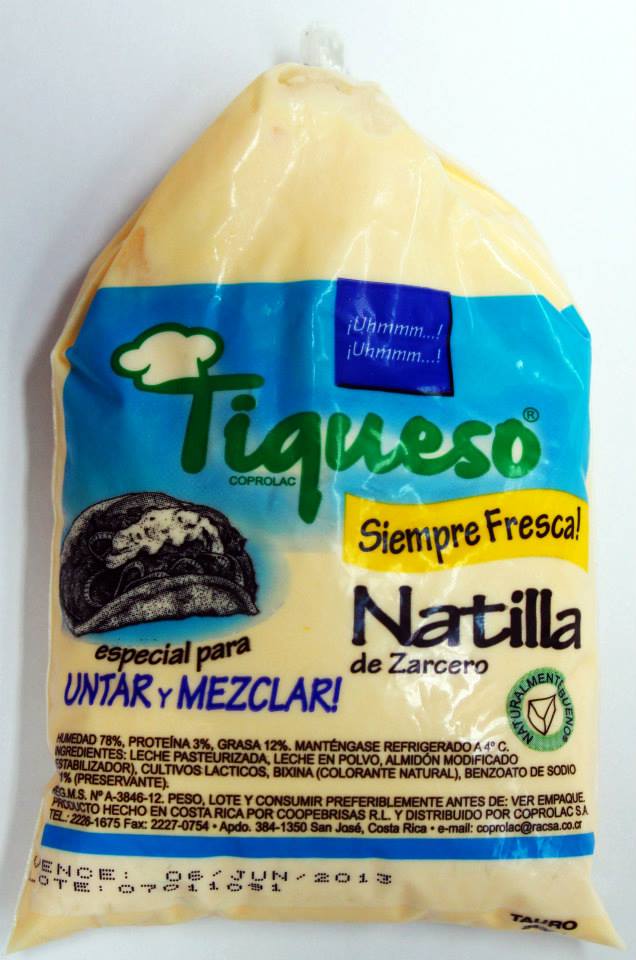 ¡Uhmmm...!
¡Uhmmm...!
Tiqueso®
COPROLAC
Siempre Fresca!
Natilla
de Zarcero
especial para
UNTAR Y MEZCLAR!
NATURALMENTE BUENOS
HUMEDAD 78%, PROTEÍNA 3%, GRASA 12%. MANTÉNGASE REFRIGERADO A 4º C.
INGREDIENTES: LECHE PASTEURIZADA, LECHE EN POLVO, ALMIDÓN MODIFICADO
ESTABILIZADOR), CULTIVOS LACTICOS, BIXINA (COLORANTE NATURAL), BENZOATO DE SODIO
1% (PRESERVANTE).
REG.M.S. Nº A-3846-12. PESO, LOTE Y CONSUMIR PREFERIBLEMENTE ANTES DE: VER EMPAQUE.
PRODUCTO HECHO EN COSTA RICA POR COOPEBRISAS R.L. Y DISTRIBUIDO POR COPROLAC S.A.
TEL.: 2226-1675 Fax: 2227-0754 • Apdo. 384-1350 San José, Costa Rica • e-mail: coprolac@racsa.co.cr
VENCE: 06/JUN/2013
LOTE: 07011091
TAURO